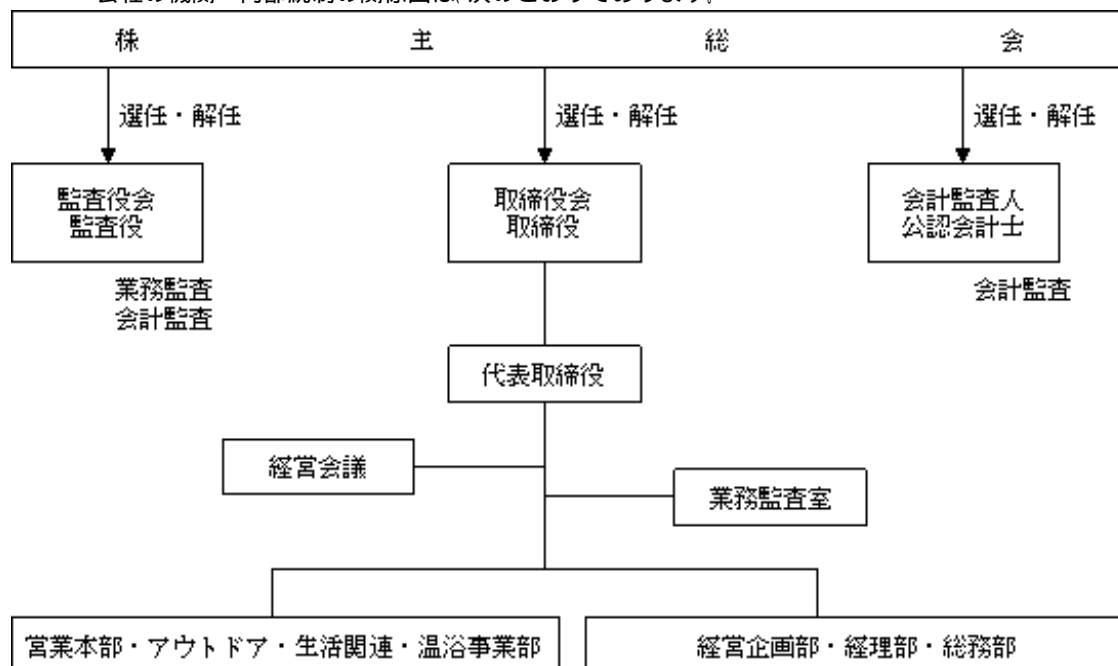 株主総会
選任・解任 選任・解任 選任・解任
監査役会 取締役会 会計監査人
監査役 取締役 公認会計士
業務監査 会計監査
会計監査
代表取締役
経営会議
業務監査室
営業本部・アウトドア・生活関連・温浴事業部 経営企画部・経理部・総務部